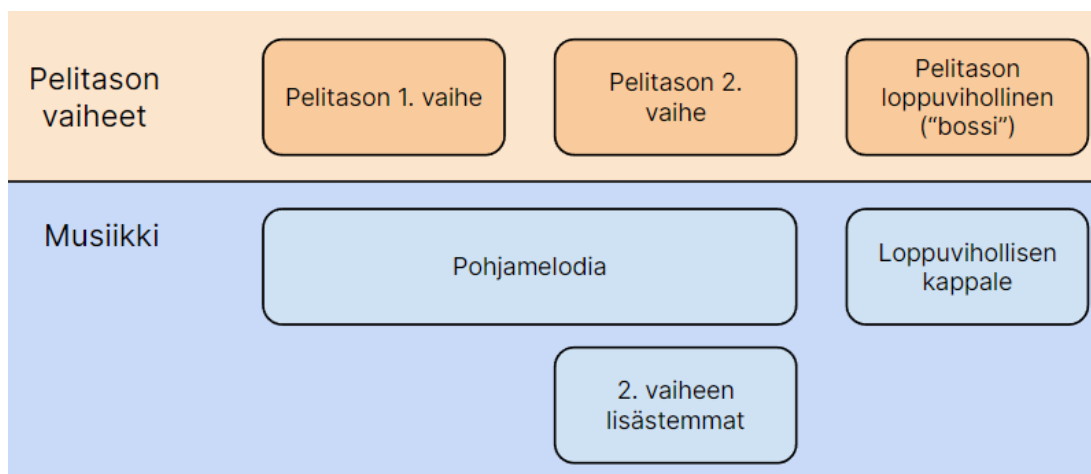 Pelitason
vaiheet
Pelitason 1. vaihe
Pelitason 2.
vaihe
Pelitason
loppuvihollinen
(“bossi”)
Musiikki
Pohjamelodia
Loppuvihollisen
kappale
2. vaiheen
lisästemmat